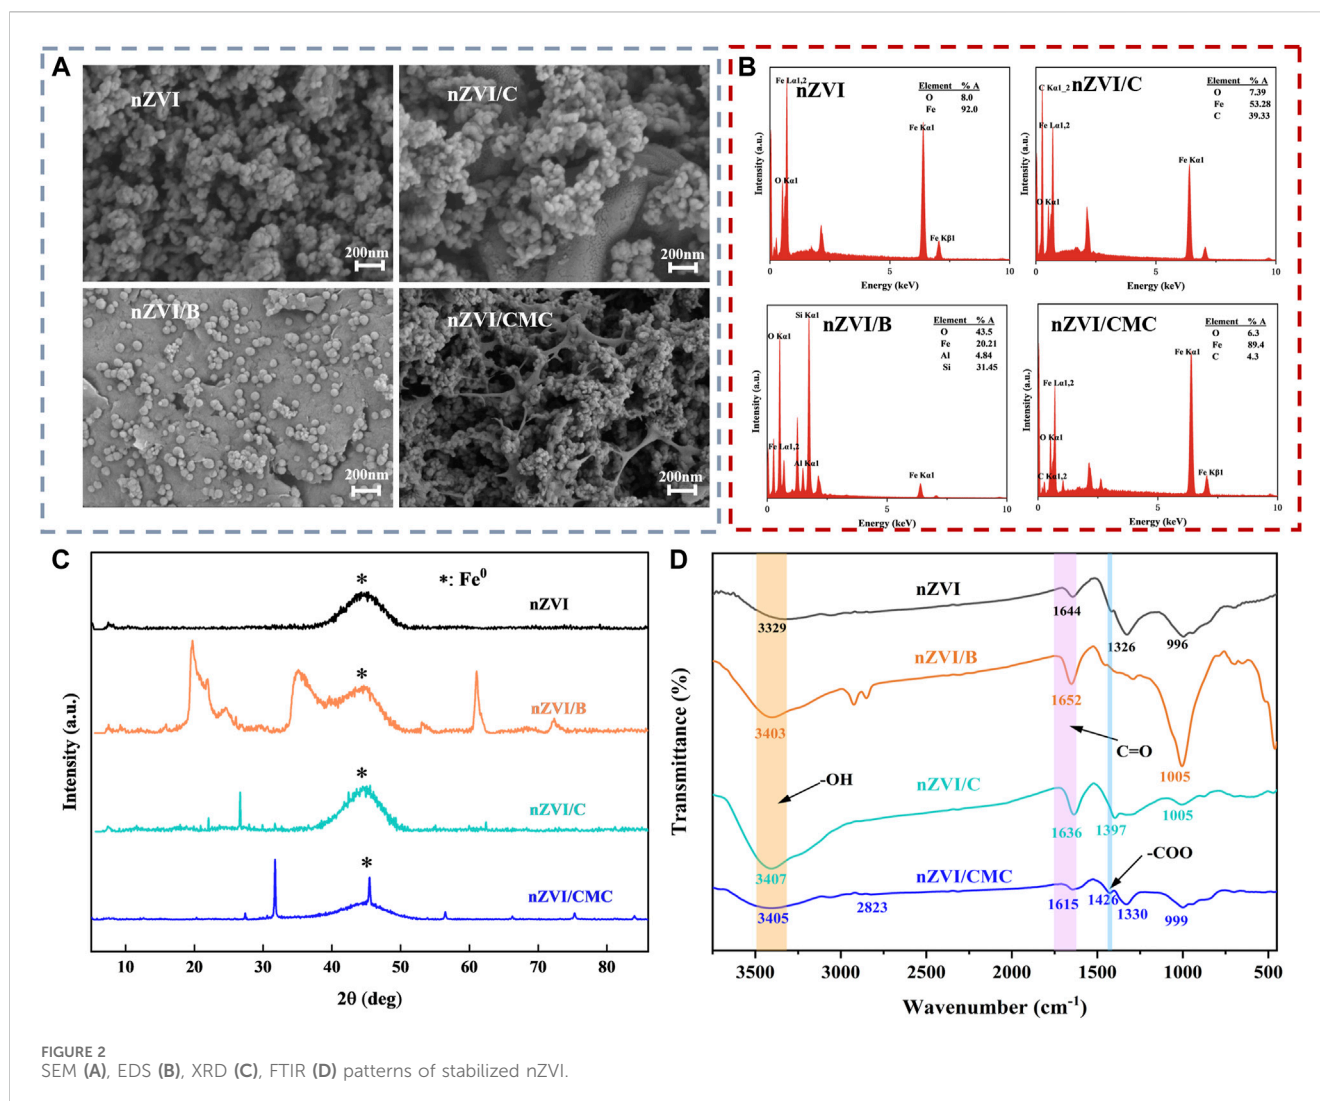 A
nZVI
200nm
nZVI/C
200nm
nZVI/B
200nm
nZVI/CMC
200nm
B
nZVI
Fe Lα1,2
O Kα1
Fe Kα1
Fe Kβ1
Element % A
O 8.0
Fe 92.0
Intensity (a.u.)
0 5 10
Energy (keV)
nZVI/C
C Kα1_2
Fe Lα1,2
O Kα1
Fe Kα1
Element % A
O 7.39
Fe 53.28
C 39.33
Intensity (a.u.)
0 5 10
Energy (keV)
nZVI/B
Si Kα1
O Kα1
Fe Lα1,2
Al Kα1
Fe Kα1
Element % A
O 43.5
Fe 20.21
Al 4.84
Si 31.45
Intensity (a.u.)
0 5 10
Energy (keV)
nZVI/CMC
Fe Kα1
Fe Lα1,2
O Kα1
C Kα1,2
Fe Kβ1
Element % A
O 6.3
Fe 89.4
C 4.3
Intensity (a.u.)
0 5 10
Energy (keV)
C
*
*: Fe⁰
nZVI
*
nZVI/B
*
nZVI/C
*
nZVI/CMC
Intensity (a.u.)
10 20 30 40 50 60 70 80
2θ (deg)
D
nZVI
3329
1644
1326
996
nZVI/B
3403
1652
1005
C=O
-OH
nZVI/C
3407
1636
1397
1005
-COO
nZVI/CMC
3405
2823
1615
1426
1330
999
Transmittance (%)
3500 3000 2500 2000 1500 1000 500
Wavenumber (cm⁻¹)
FIGURE 2
SEM (A), EDS (B), XRD (C), FTIR (D) patterns of stabilized nZVI.